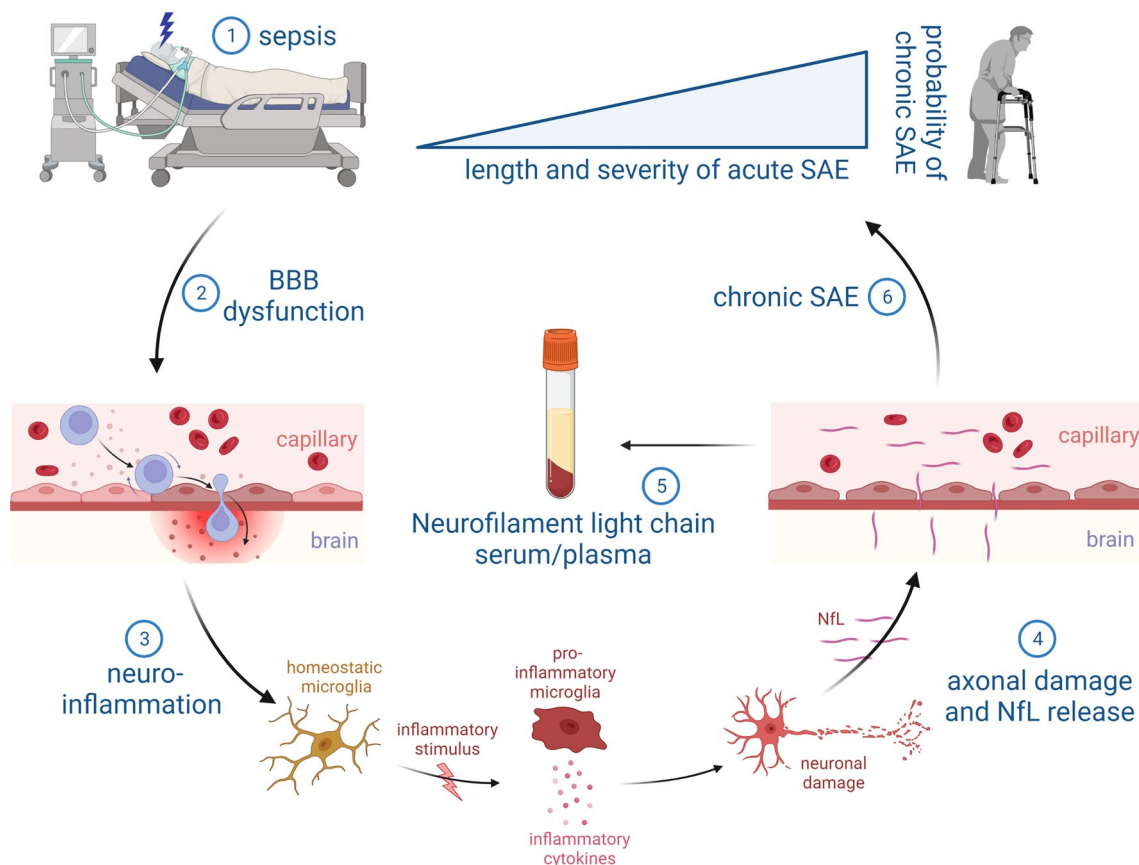 1 sepsis
length and severity of acute SAE
probability of
chronic SAE
2
BBB
dysfunction
chronic SAE 6
capillary
brain
5
Neurofilament light chain
serum/plasma
capillary
brain
3
neuro-
inflammation
homeostatic
microglia
inflammatory
stimulus
pro-
inflammatory
microglia
inflammatory
cytokines
NfL
neuronal
damage
4
axonal damage
and NfL release